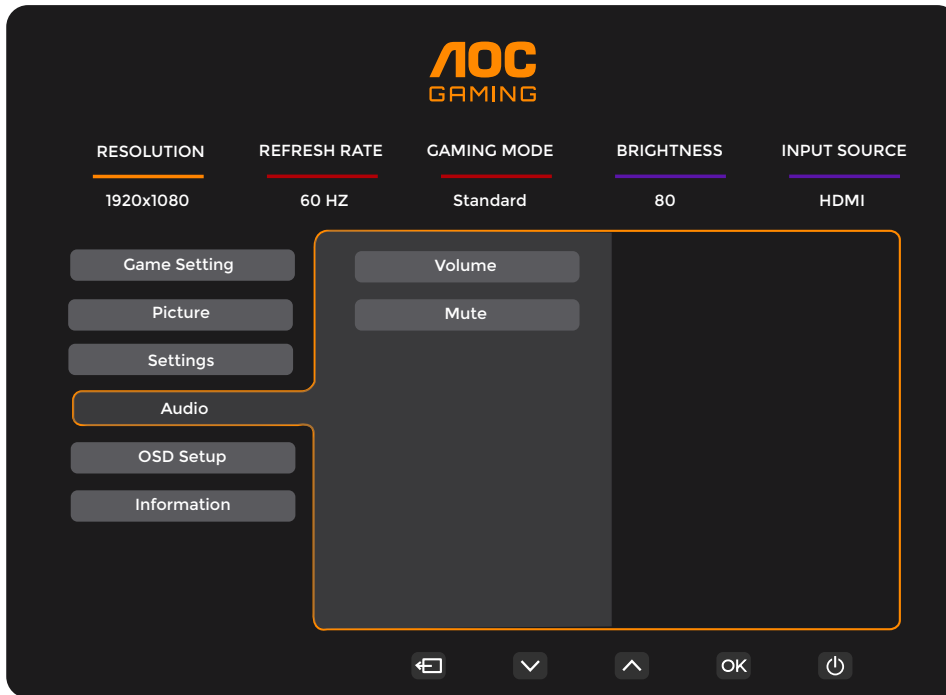 AOC
GAMING
RESOLUTION REFRESH RATE GAMING MODE BRIGHTNESS INPUT SOURCE
1920x1080 60 HZ Standard 80 HDMI
Game Setting Volume
Picture Mute
Settings
Audio
OSD Setup
Information
OK